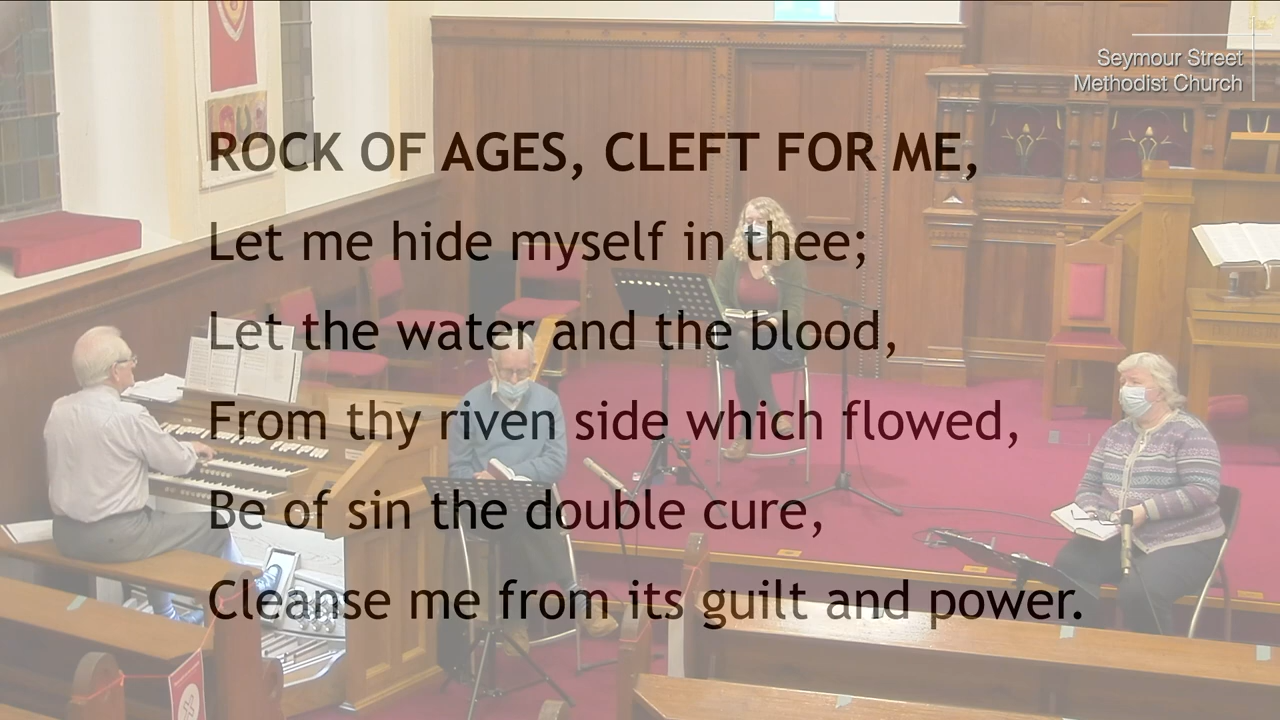 Seymour Street
Methodist Church
ROCK OF AGES, CLEFT FOR ME,
Let me hide myself in thee;
Let the water and the blood,
From thy riven side which flowed,
Be of sin the double cure,
Cleanse me from its guilt and power.